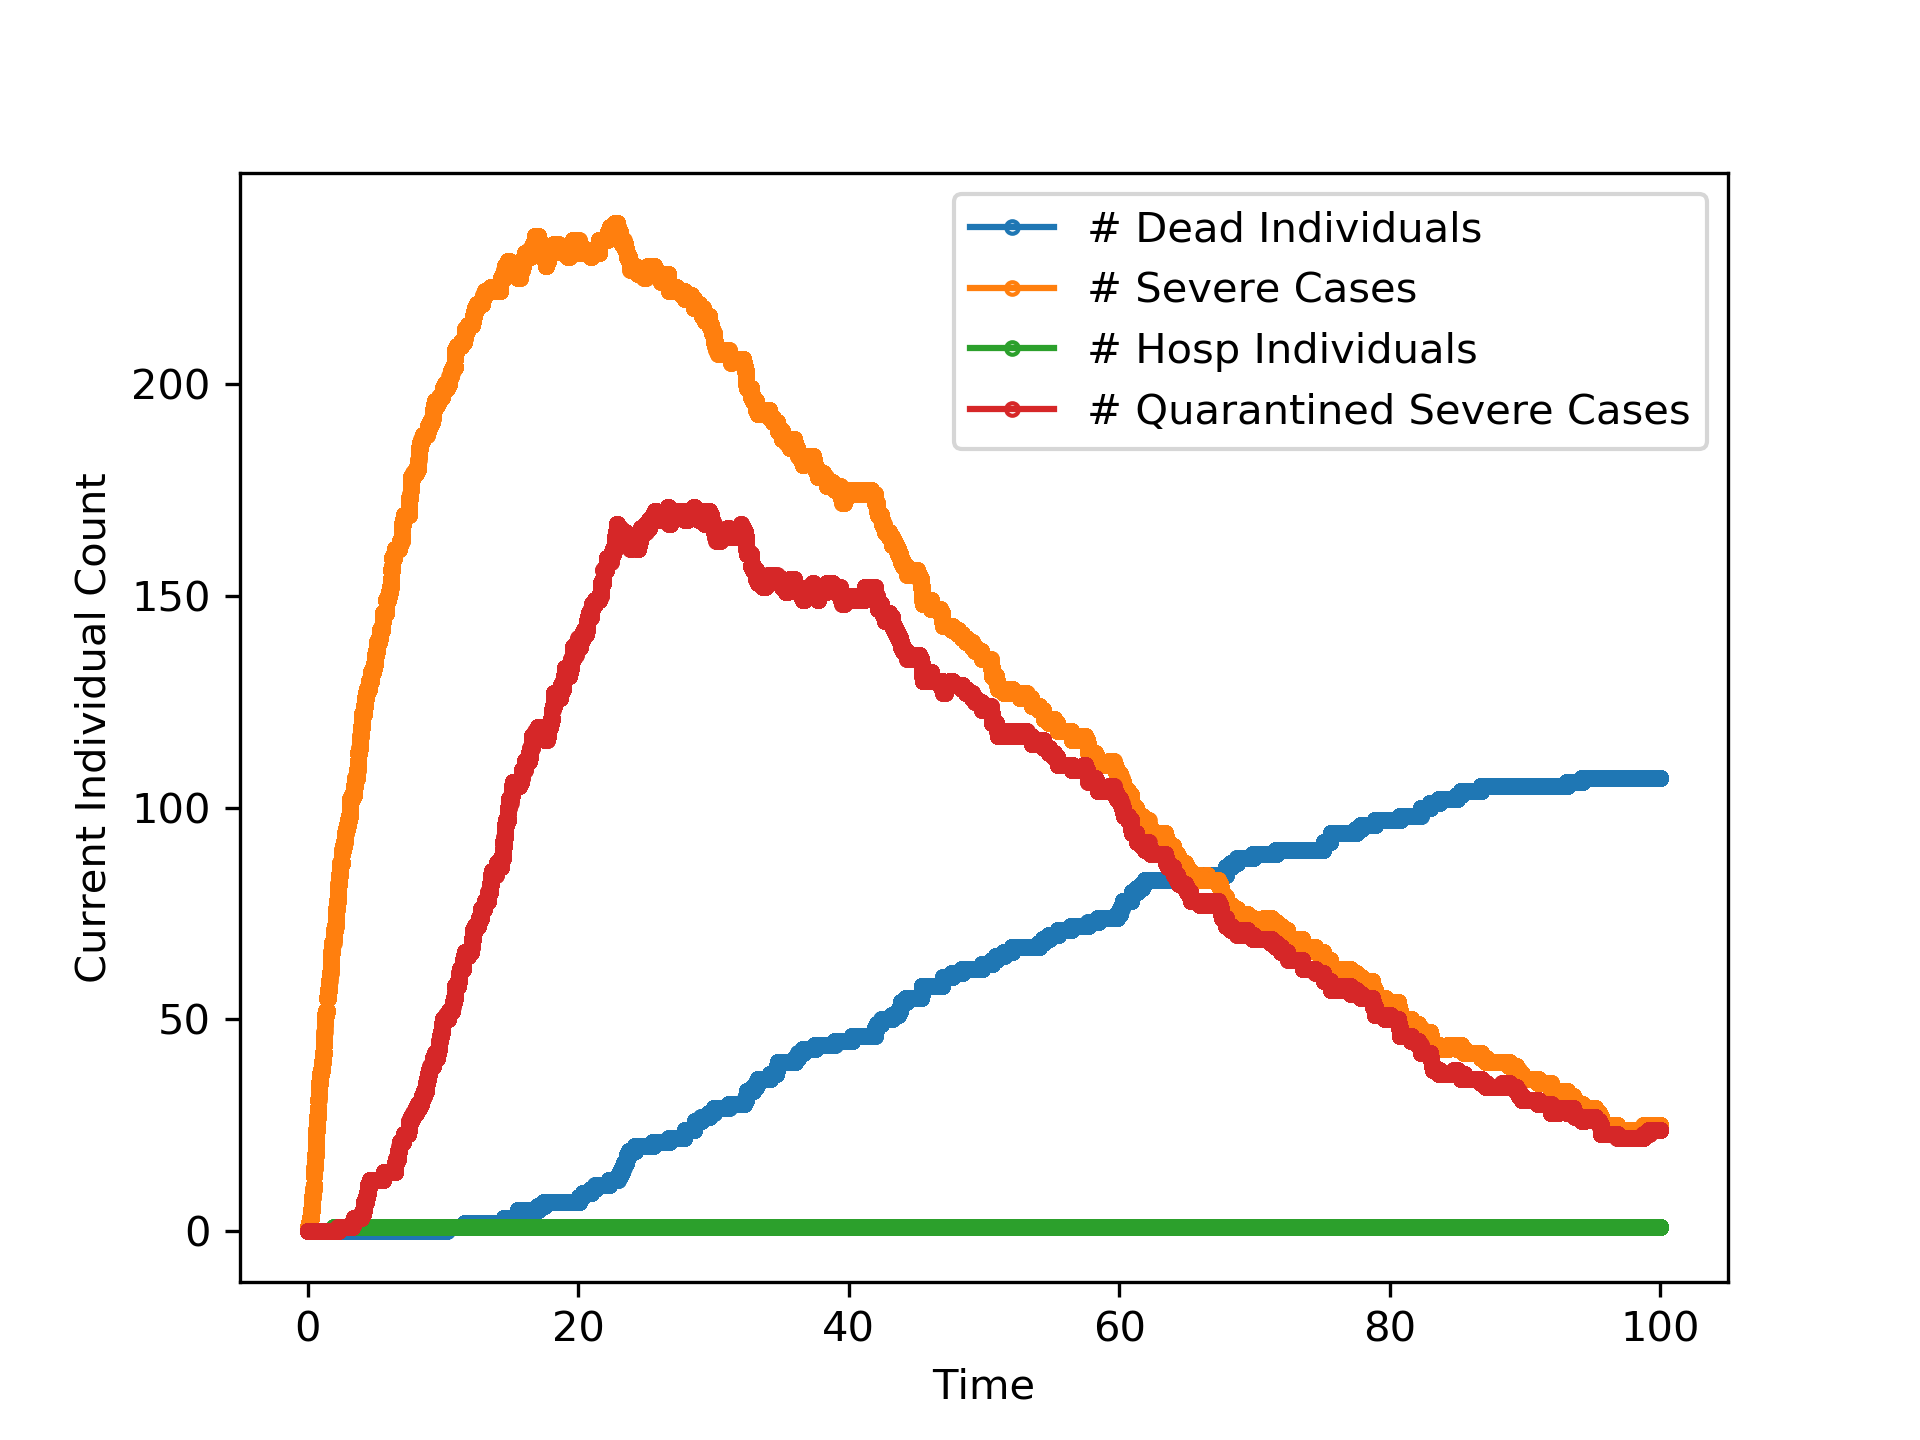 # Dead Individuals
# Severe Cases
# Hosp Individuals
# Quarantined Severe Cases
200
150
100
50
0
Current Individual Count
0 20 40 60 80 100
Time